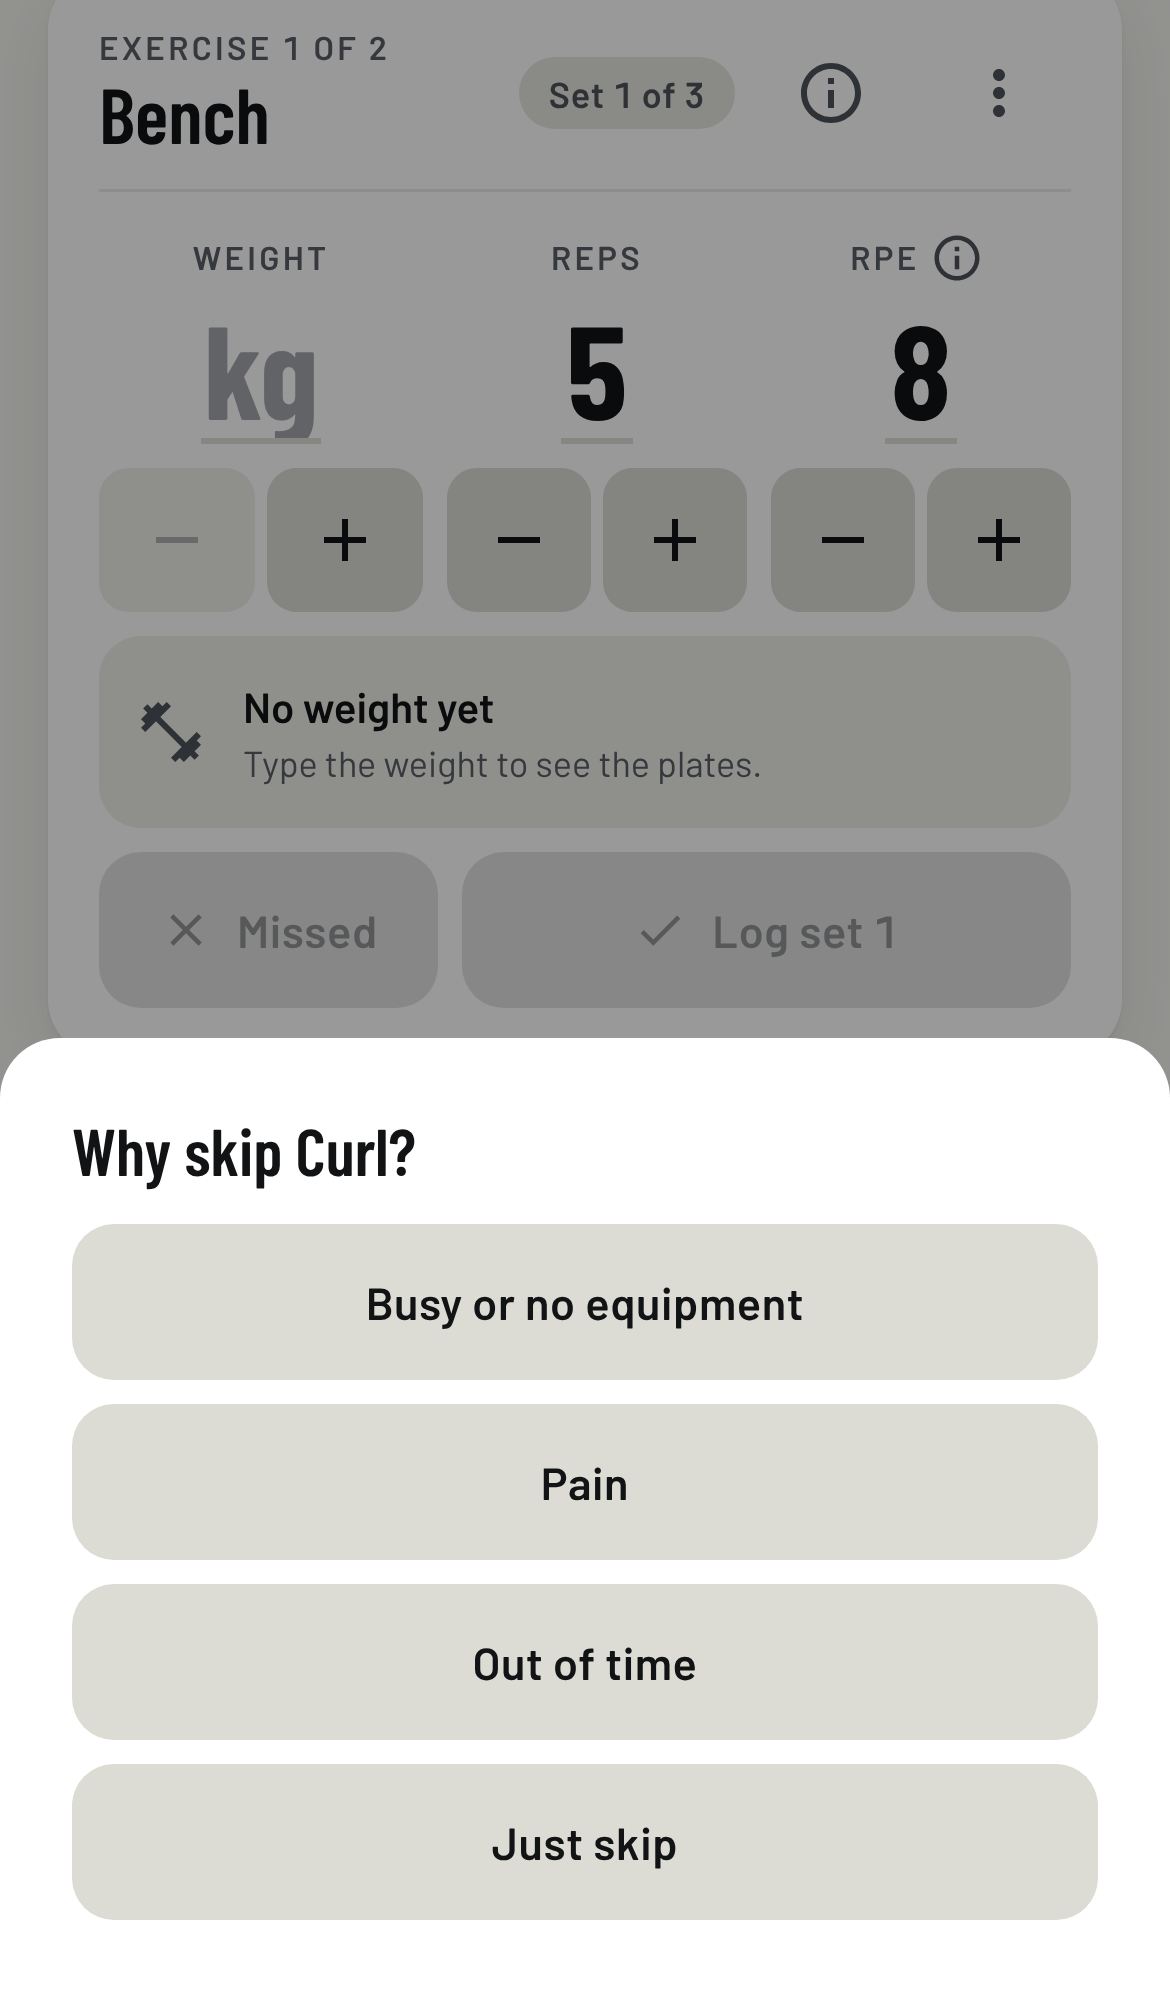 EXERCISE 1 OF 2
Bench
Set 1 of 3
WEIGHT
REPS
RPE
kg
5
8
No weight yet
Type the weight to see the plates.
Missed
Log set 1
Why skip Curl?
Busy or no equipment
Pain
Out of time
Just skip